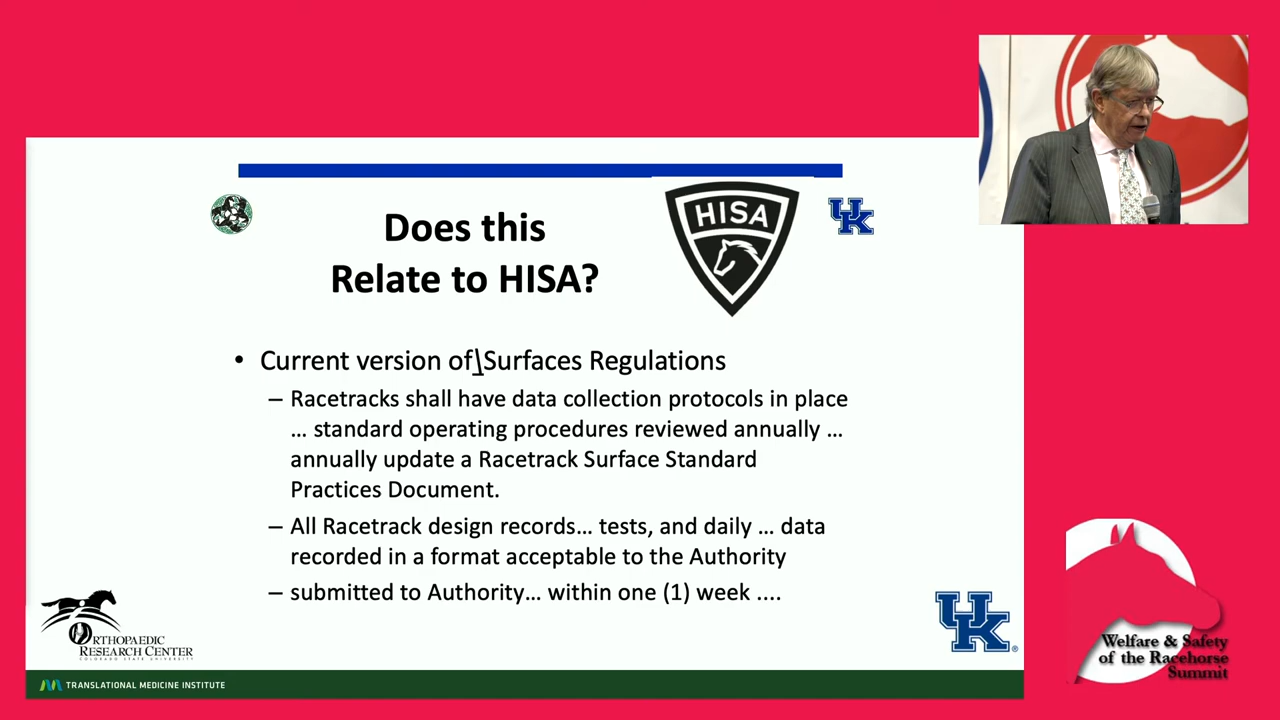 Does this
HISA
UK
Relate to HISA?
• Current version of\Surfaces Regulations
– Racetracks shall have data collection protocols in place
… standard operating procedures reviewed annually …
annually update a Racetrack Surface Standard
Practices Document.
– All Racetrack design records… tests, and daily … data
recorded in a format acceptable to the Authority
– submitted to Authority… within one (1) week ....
ORTHOPAEDIC
RESEARCH CENTER
COLORADO STATE UNIVERSITY
UK
TRANSLATIONAL MEDICINE INSTITUTE
Welfare & Safety
of the Racehorse
Summit